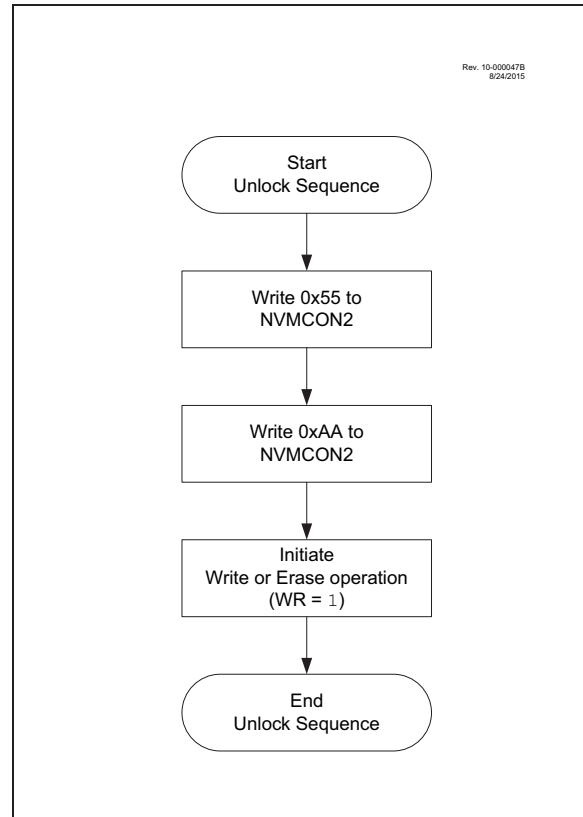 Rev. 10-000047B
8/24/2015
Start
Unlock Sequence
Write 0x55 to
NVMCON2
Write 0xAA to
NVMCON2
Initiate
Write or Erase operation
(WR = 1)
End
Unlock Sequence